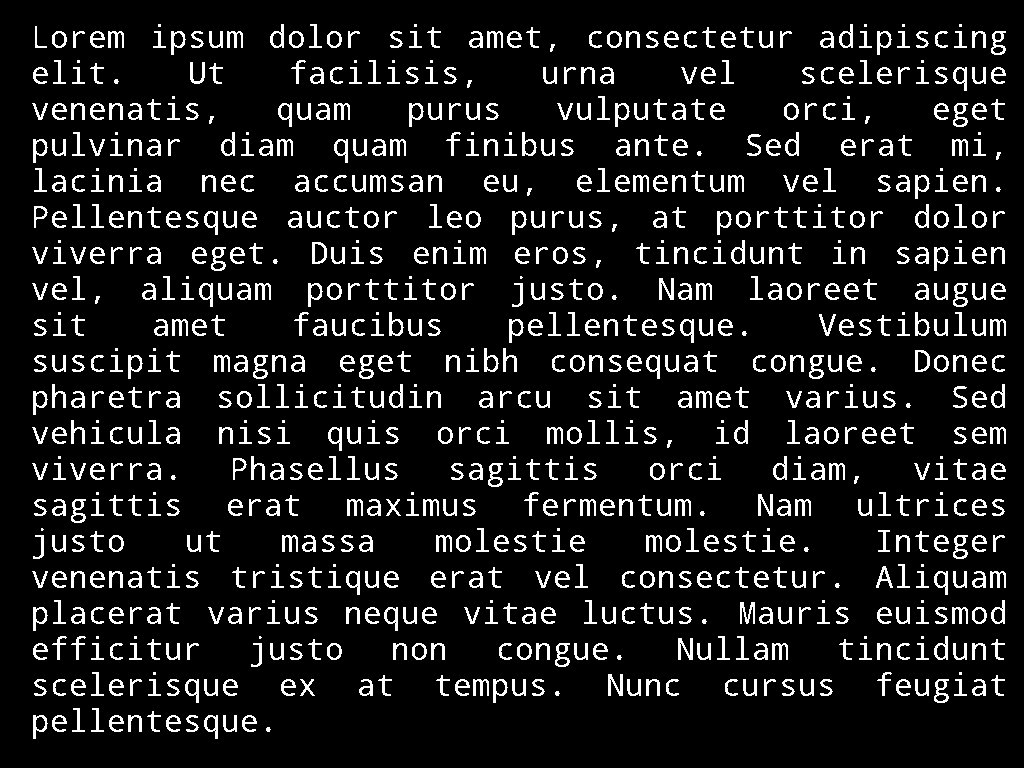 Lorem ipsum dolor sit amet, consectetur adipiscing
elit. Ut facilisis, urna vel scelerisque
venenatis, quam purus vulputate orci, eget
pulvinar diam quam finibus ante. Sed erat mi,
lacinia nec accumsan eu, elementum vel sapien.
Pellentesque auctor leo purus, at porttitor dolor
viverra eget. Duis enim eros, tincidunt in sapien
vel, aliquam porttitor justo. Nam laoreet augue
sit amet faucibus pellentesque. Vestibulum
suscipit magna eget nibh consequat congue. Donec
pharetra sollicitudin arcu sit amet varius. Sed
vehicula nisi quis orci mollis, id laoreet sem
viverra. Phasellus sagittis orci diam, vitae
sagittis erat maximus fermentum. Nam ultrices
justo ut massa molestie molestie. Integer
venenatis tristique erat vel consectetur. Aliquam
placerat varius neque vitae luctus. Mauris euismod
efficitur justo non congue. Nullam tincidunt
scelerisque ex at tempus. Nunc cursus feugiat
pellentesque.